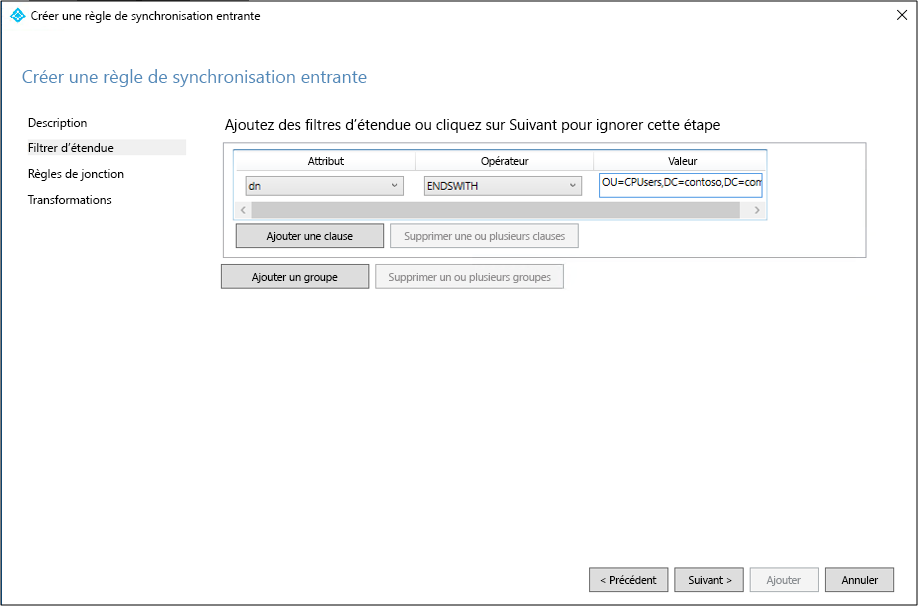 Créer une règle de synchronisation entrante
Créer une règle de synchronisation entrante
Description
Filtrer d’étendue
Règles de jonction
Transformations
Ajoutez des filtres d’étendue ou cliquez sur Suivant pour ignorer cette étape
Attribut Opérateur Valeur
dn ENDSWITH OU=CPUsers,DC=contoso,DC=com
Ajouter une clause Supprimer une ou plusieurs clauses
Ajouter un groupe Supprimer un ou plusieurs groupes
< Précédent Suivant > Ajouter Annuler